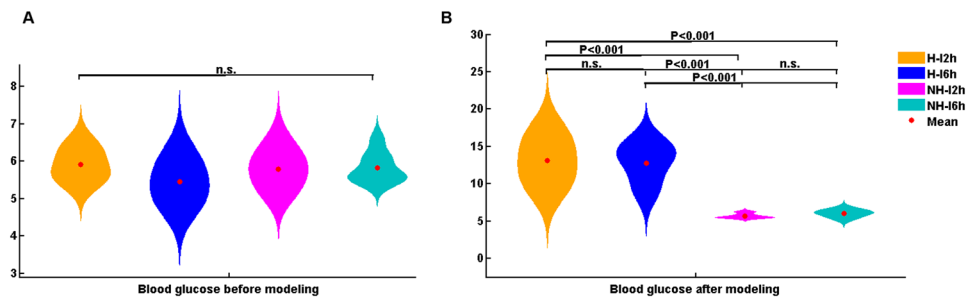 A
8
7
6
5
4
3
n.s.
Blood glucose before modeling
B
30
25
20
15
10
5
0
P<0.001
P<0.001
n.s.
P<0.001
n.s.
P<0.001
Blood glucose after modeling
H-I2h
H-I6h
NH-I2h
NH-I6h
Mean